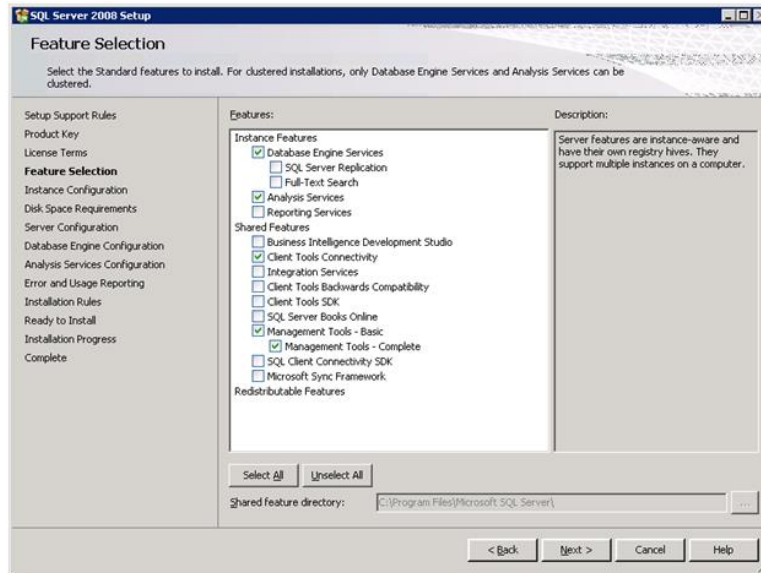 SQL Server 2008 Setup
Feature Selection
Select the Standard features to install. For clustered installations, only Database Engine Services and Analysis Services can be
clustered.
Setup Support Rules
Product Key
License Terms
Feature Selection
Instance Configuration
Disk Space Requirements
Server Configuration
Database Engine Configuration
Analysis Services Configuration
Error and Usage Reporting
Installation Rules
Ready to Install
Installation Progress
Complete
Features:
Instance Features
Database Engine Services
SQL Server Replication
Full-Text Search
Analysis Services
Reporting Services
Shared Features
Business Intelligence Development Studio
Client Tools Connectivity
Integration Services
Client Tools Backwards Compatibility
Client Tools SDK
SQL Server Books Online
Management Tools - Basic
Management Tools - Complete
SQL Client Connectivity SDK
Microsoft Sync Framework
Redistributable Features
Description:
Server features are instance-aware and
have their own registry hives. They
support multiple instances on a computer.
Select All
Unselect All
Shared feature directory:
C:\Program Files\Microsoft SQL Server\
...
< Back
Next >
Cancel
Help